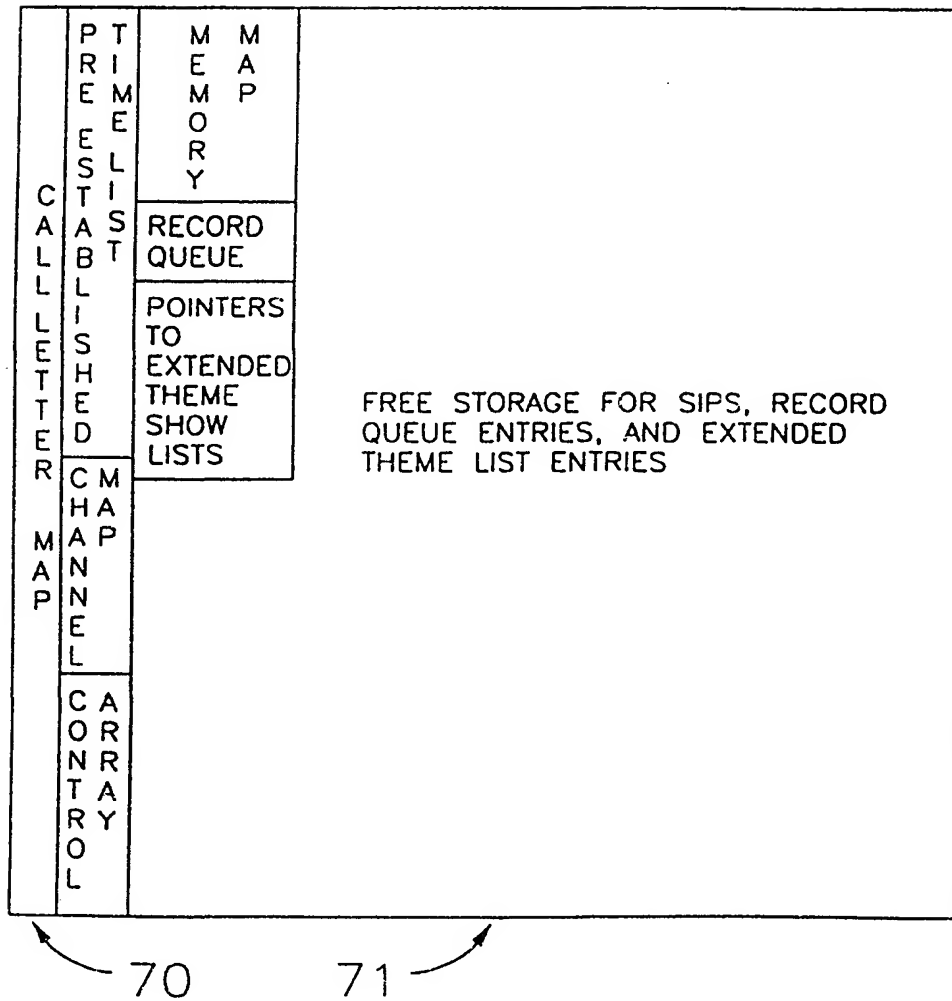 CALL LETTER MAP
PRE ESTABLISHED
TIME LIST
CHANNEL
MAP
CONTROL
ARRAY
MEMORY
MAP
RECORD
QUEUE
POINTERS
TO
EXTENDED
THEME
SHOW
LISTS
FREE STORAGE FOR SIPS, RECORD
QUEUE ENTRIES, AND EXTENDED
THEME LIST ENTRIES
70
71